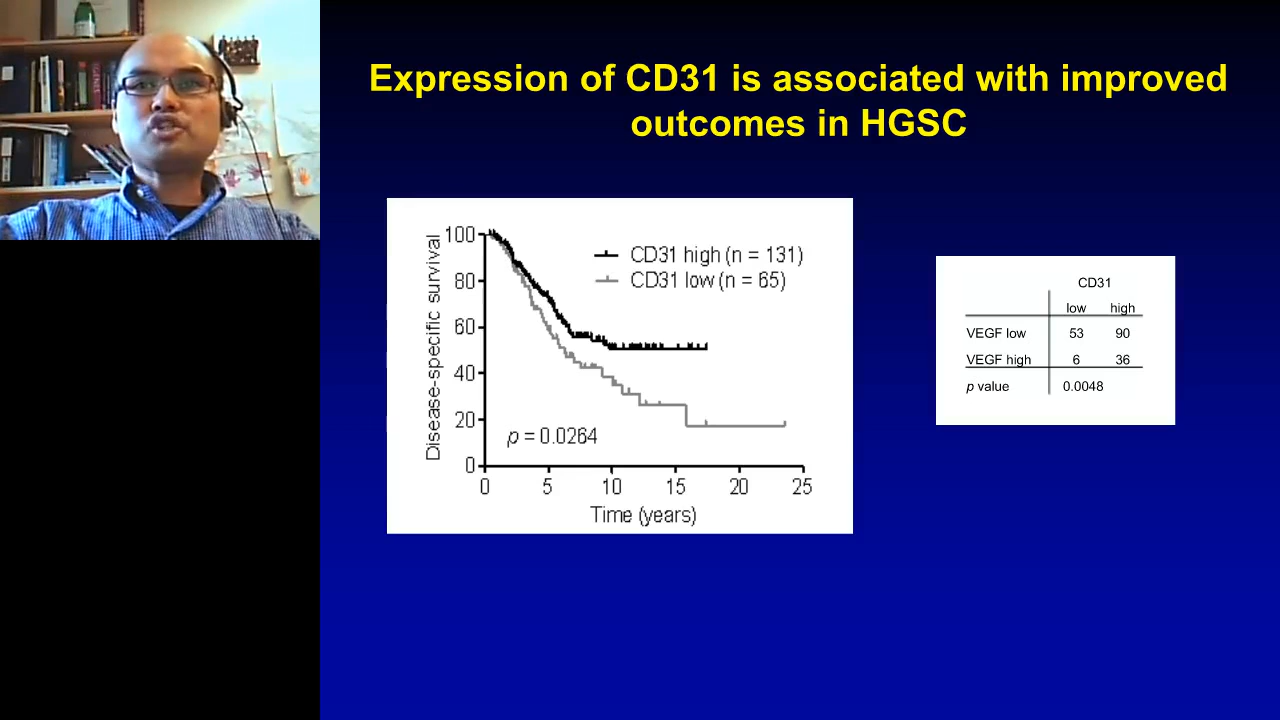 Expression of CD31 is associated with improved
outcomes in HGSC
Disease-specific survival
100
80
60
40
20
0
CD31 high (n = 131)
CD31 low (n = 65)
p = 0.0264
0 5 10 15 20 25
Time (years)
CD31
low high
VEGF low 53 90
VEGF high 6 36
p value 0.0048